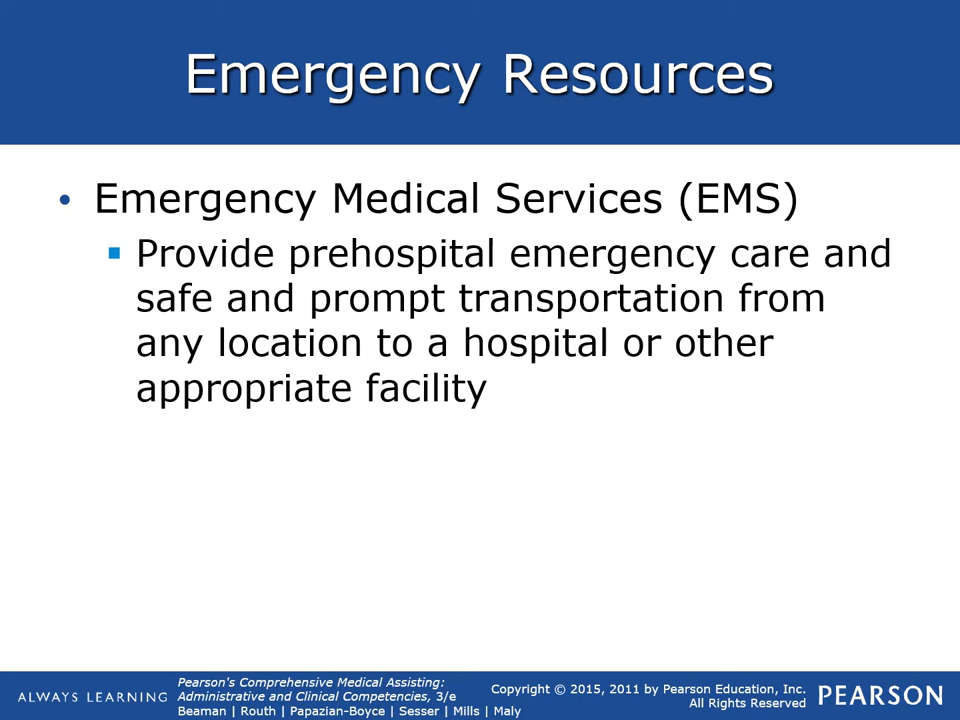 Emergency Resources
• Emergency Medical Services (EMS)
▪ Provide prehospital emergency care and
safe and prompt transportation from
any location to a hospital or other
appropriate facility
ALWAYS LEARNING
Pearson's Comprehensive Medical Assisting:
Administrative and Clinical Competencies, 3/e
Beaman | Routh | Papazian-Boyce | Sesser | Mills | Maly
Copyright © 2015, 2011 by Pearson Education, Inc.
All Rights Reserved
PEARSON